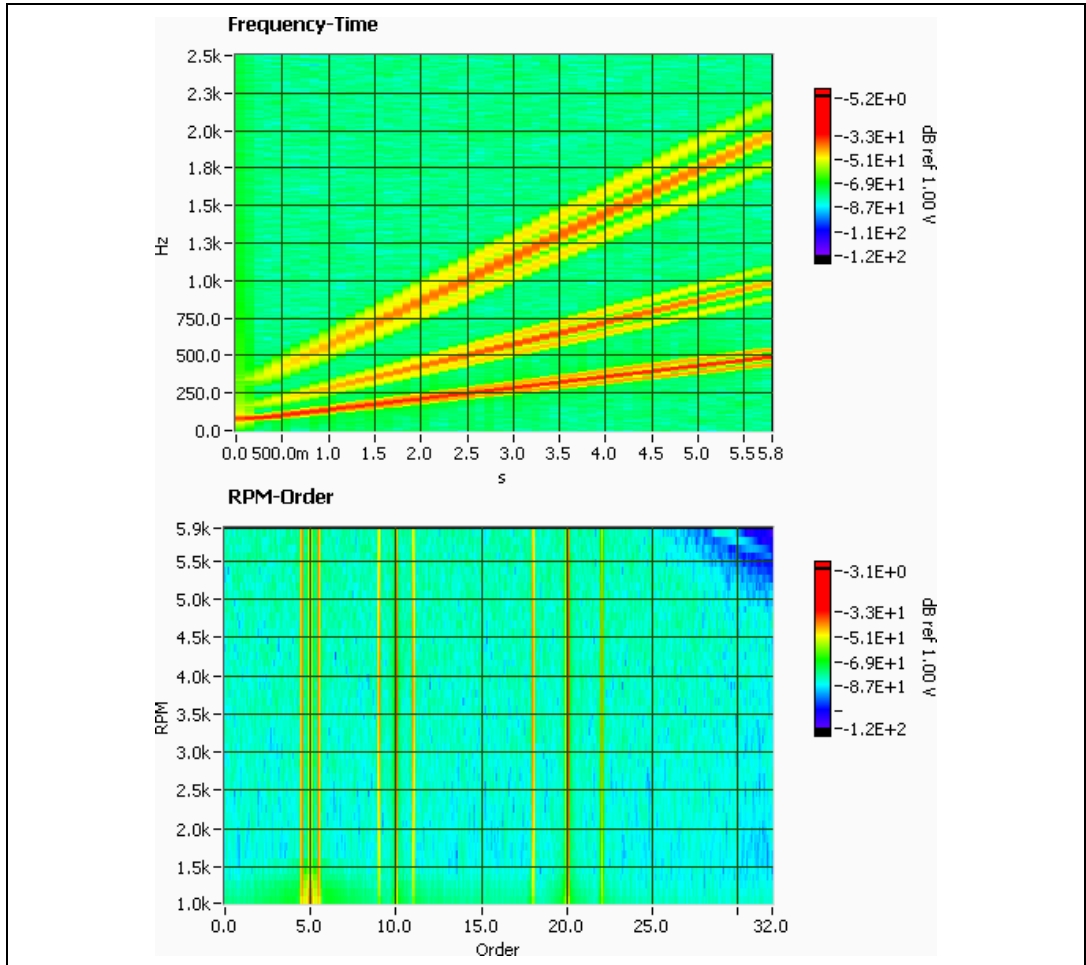 Frequency-Time
2.5k
2.3k
2.0k
1.8k
1.5k
1.3k
1.0k
750.0
500.0
250.0
0.0
Hz
0.0 500.0m 1.0 1.5 2.0 2.5 3.0 3.5 4.0 4.5 5.0 5.5 5.8
s
-5.2E+0
-3.3E+1
-5.1E+1
-6.9E+1
-8.7E+1
-1.1E+2
-1.2E+2
dB ref 1.00 V
RPM-Order
5.9k
5.5k
5.0k
4.5k
4.0k
3.5k
3.0k
2.5k
2.0k
1.5k
1.0k
RPM
0.0 5.0 10.0 15.0 20.0 25.0 32.0
Order
-3.1E+0
-3.3E+1
-5.1E+1
-6.9E+1
-8.7E+1
-
-1.2E+2
dB ref 1.00 V